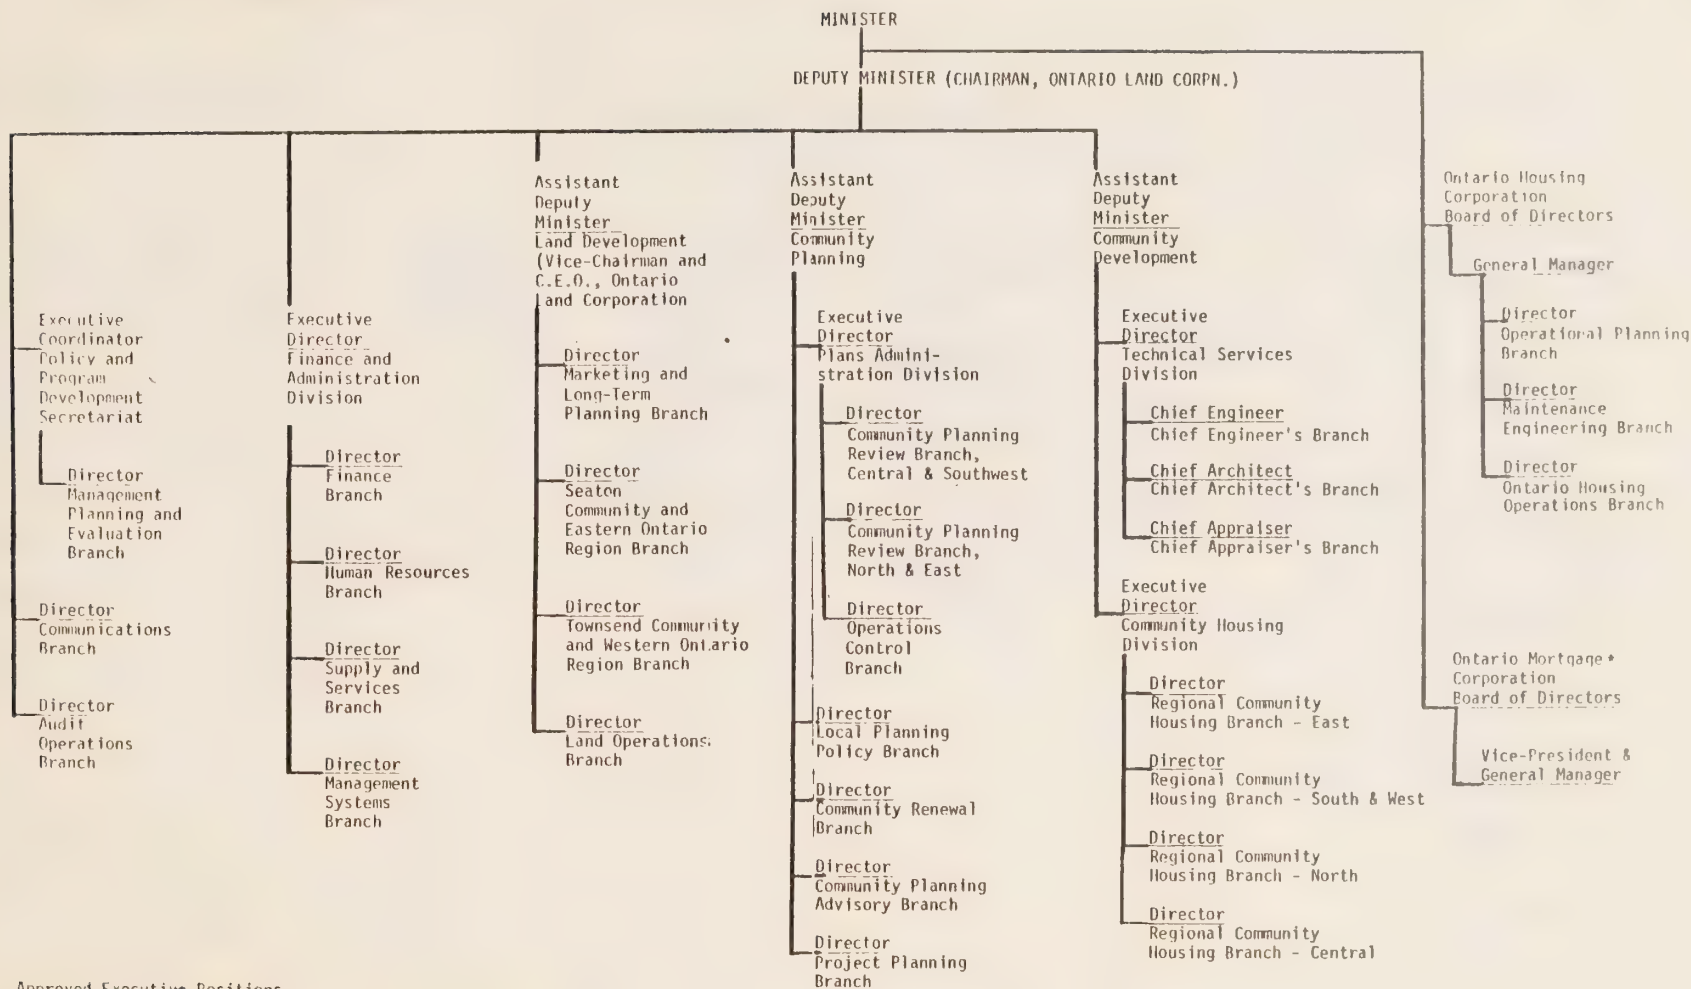 MINISTER
DEPUTY MINISTER (CHAIRMAN, ONTARIO LAND CORPN.)
Executive
Coordinator
Policy and
Program
Development
Secretariat
Director
Management
Planning and
Evaluation
Branch
Director
Communications
Branch
Director
Audit
Operations
Branch
Executive
Director
Finance and
Administration
Division
Director
Finance
Branch
Director
Human Resources
Branch
Director
Supply and
Services
Branch
Director
Management
Systems
Branch
Assistant
Deputy
Minister
Land Development
(Vice-Chairman and
C.E.O., Ontario
Land Corporation
Director
Marketing and
Long-Term
Planning Branch
Director
Seaton
Community and
Eastern Ontario
Region Branch
Director
Townsend Community
and Western Ontario
Region Branch
Director
Land Operations
Branch
Assistant
Deputy
Minister
Community
Planning
Executive
Director
Plans Admini-
stration Division
Director
Community Planning
Review Branch,
Central & Southwest
Director
Community Planning
Review Branch,
North & East
Director
Operations
Control
Branch
Director
Local Planning
Policy Branch
Director
Community Renewal
Branch
Director
Community Planning
Advisory Branch
Director
Project Planning
Branch
Assistant
Deputy
Minister
Community
Development
Executive
Director
Technical Services
Division
Chief Engineer
Chief Engineer's Branch
Chief Architect
Chief Architect's Branch
Chief Appraiser
Chief Appraiser's Branch
Executive
Director
Community Housing
Division
Director
Regional Community
Housing Branch - East
Director
Regional Community
Housing Branch - South & West
Director
Regional Community
Housing Branch - North
Director
Regional Community
Housing Branch - Central
Ontario Housing
Corporation
Board of Directors
General Manager
Director
Operational Planning
Branch
Director
Maintenance
Engineering Branch
Director
Ontario Housing
Operations Branch
Ontario Mortgage *
Corporation
Board of Directors
Vice-President &
General Manager
Approved Executive Positions